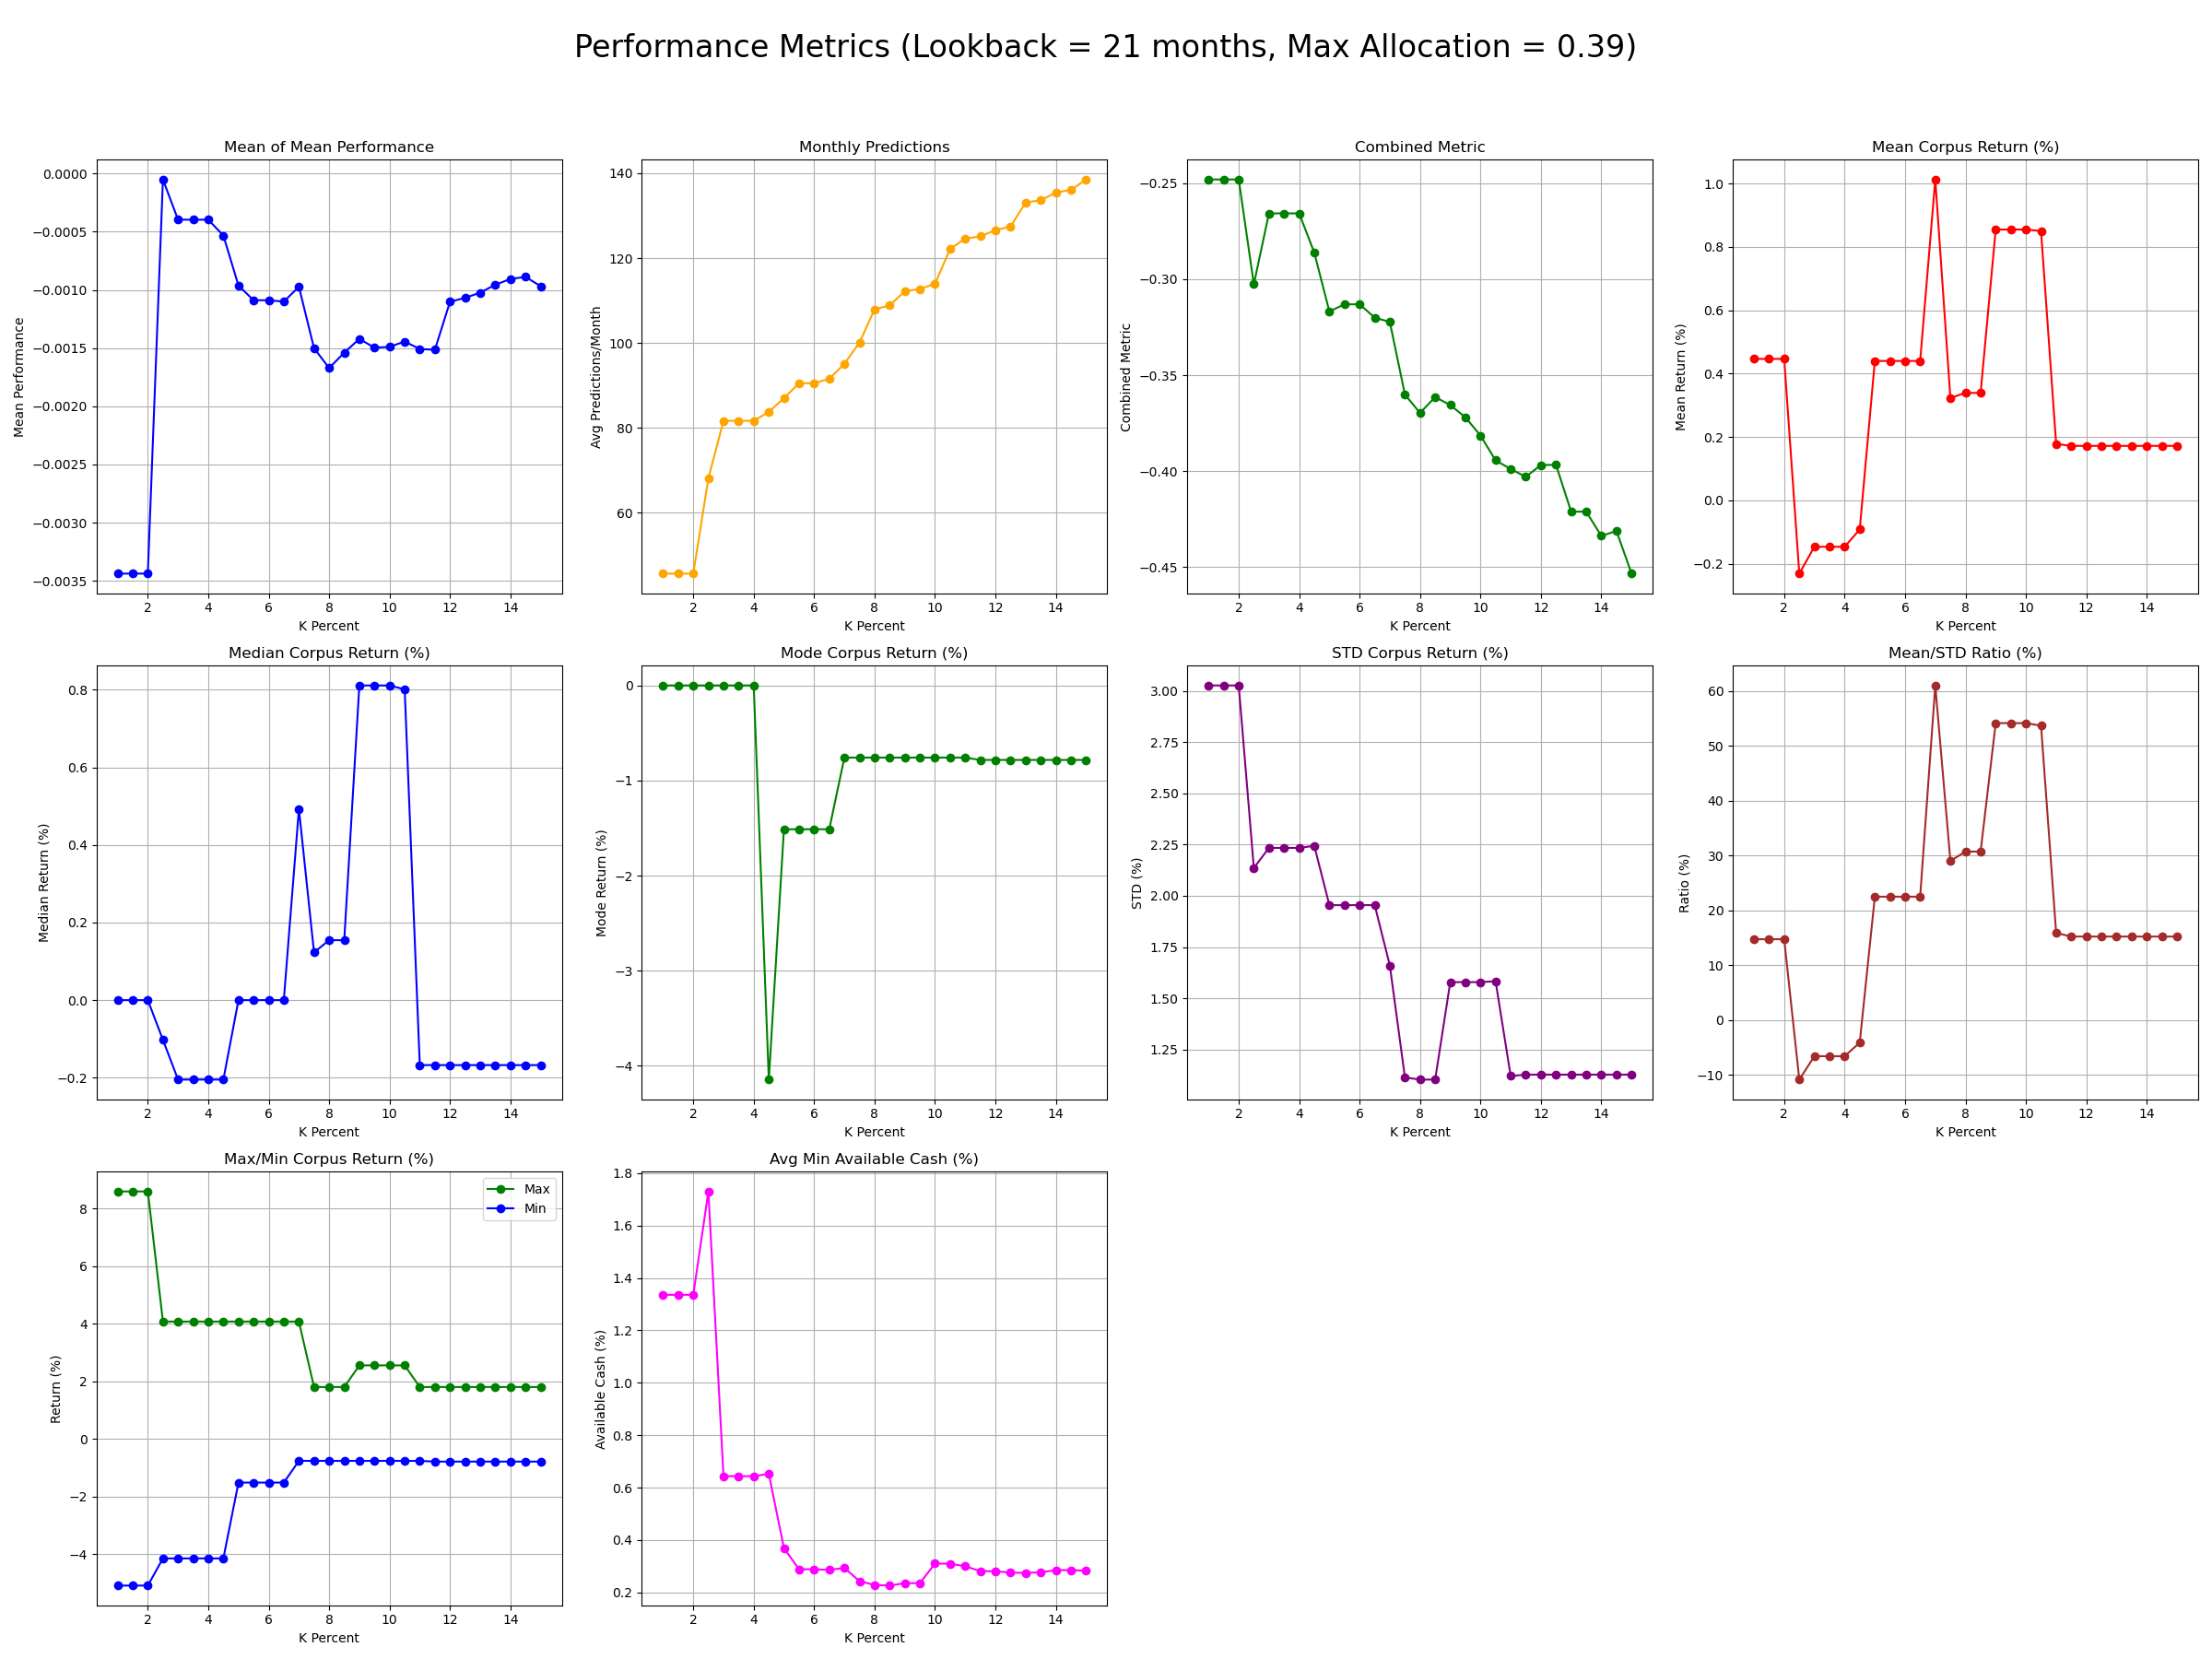 Performance Metrics (Lookback = 21 months, Max Allocation = 0.39)
Mean of Mean Performance
Mean Performance
0.0000
−0.0005
−0.0010
−0.0015
−0.0020
−0.0025
−0.0030
−0.0035
2 4 6 8 10 12 14
K Percent
Monthly Predictions
Avg Predictions/Month
140
120
100
80
60
2 4 6 8 10 12 14
K Percent
Combined Metric
Combined Metric
−0.25
−0.30
−0.35
−0.40
−0.45
2 4 6 8 10 12 14
K Percent
Mean Corpus Return (%)
Mean Return (%)
1.0
0.8
0.6
0.4
0.2
0.0
−0.2
2 4 6 8 10 12 14
K Percent
Median Corpus Return (%)
Median Return (%)
0.8
0.6
0.4
0.2
0.0
−0.2
2 4 6 8 10 12 14
K Percent
Mode Corpus Return (%)
Mode Return (%)
0
−1
−2
−3
−4
2 4 6 8 10 12 14
K Percent
STD Corpus Return (%)
STD (%)
3.00
2.75
2.50
2.25
2.00
1.75
1.50
1.25
2 4 6 8 10 12 14
K Percent
Mean/STD Ratio (%)
Ratio (%)
60
50
40
30
20
10
0
−10
2 4 6 8 10 12 14
K Percent
Max/Min Corpus Return (%)
Return (%)
8
6
4
2
0
−2
−4
Max
Min
2 4 6 8 10 12 14
K Percent
Avg Min Available Cash (%)
Available Cash (%)
1.8
1.6
1.4
1.2
1.0
0.8
0.6
0.4
0.2
2 4 6 8 10 12 14
K Percent